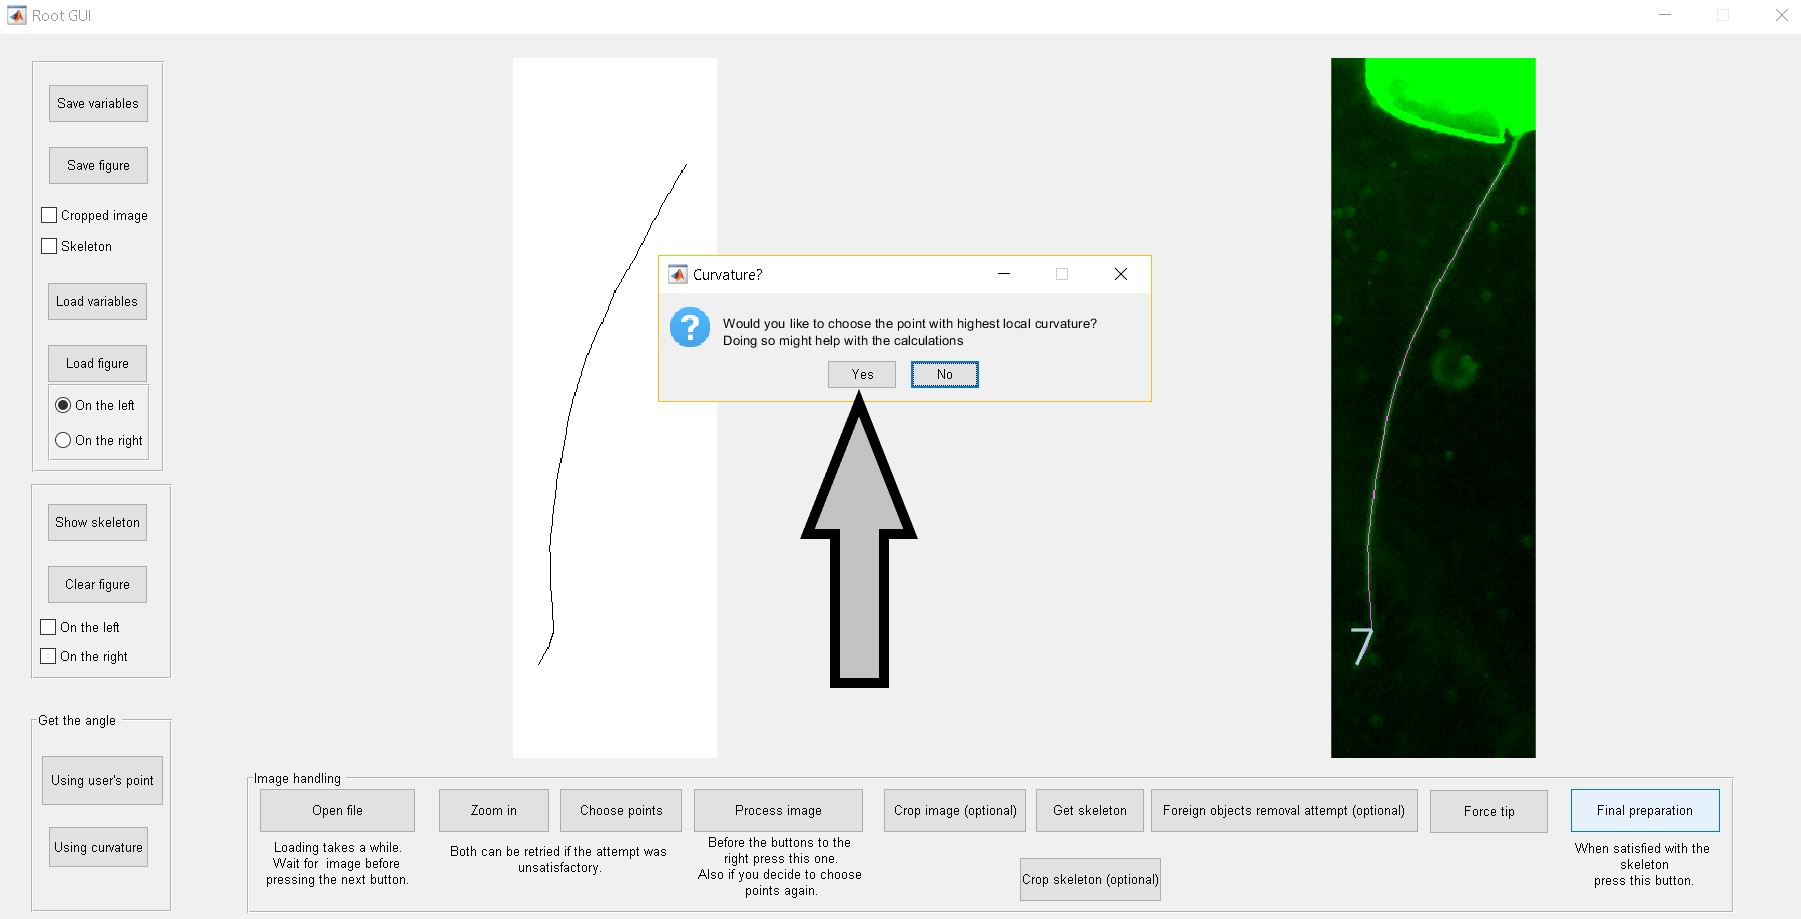 Root GUI
Save variables
Save figure
Cropped image
Skeleton
Load variables
Load figure
On the left
On the right
Show skeleton
Clear figure
On the left
On the right
Get the angle
Using user's point
Using curvature
Curvature?
Would you like to choose the point with highest local curvature?
Doing so might help with the calculations
Yes
No
7
Image handling
Open file
Loading takes a while.
Wait for image before
pressing the next button.
Zoom in
Choose points
Both can be retried if the attempt was
unsatisfactory.
Process image
Before the buttons to the
right press this one.
Also if you decide to choose
points again.
Crop image (optional)
Get skeleton
Crop skeleton (optional)
Foreign objects removal attempt (optional)
Force tip
Final preparation
When satisfied with the
skeleton
press this button.